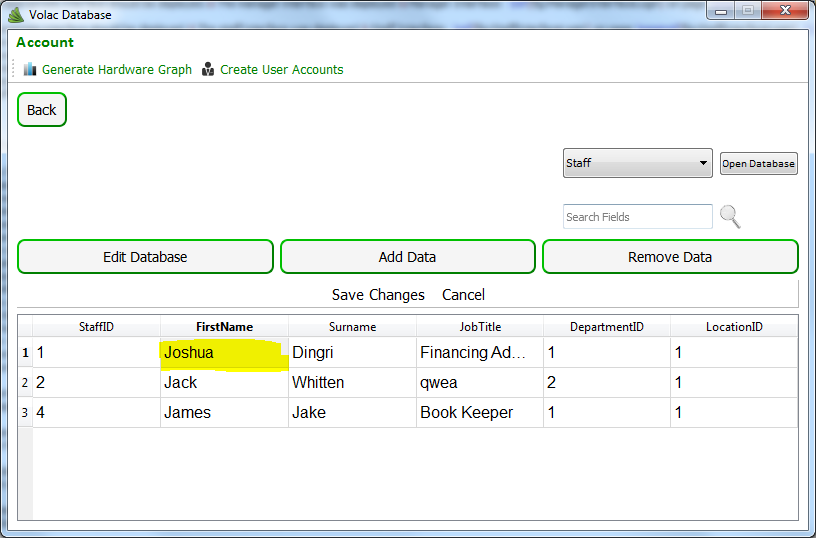 Volac Database
Account
Generate Hardware Graph Create User Accounts
Back
Staff Open Database
Search Fields
Edit Database Add Data Remove Data
Save Changes Cancel
StaffID FirstName Surname JobTitle DepartmentID LocationID
1 1 Joshua Dingri Financing Ad... 1 1
2 2 Jack Whitten qwea 2 1
3 4 James Jake Book Keeper 1 1